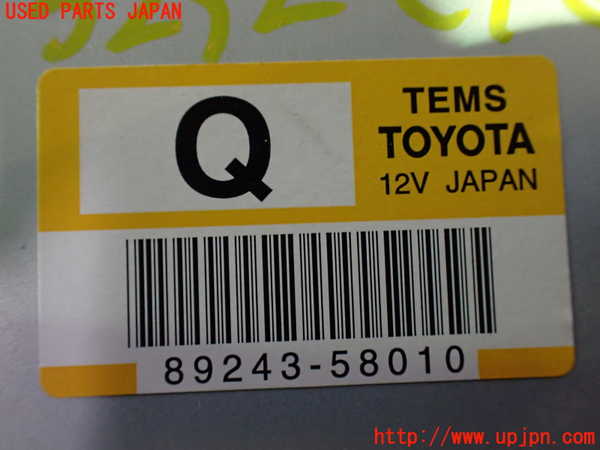 USED PARTS JAPAN
Q
TEMS
TOYOTA
12V JAPAN
89243-58010
http://www.upjpn.com/